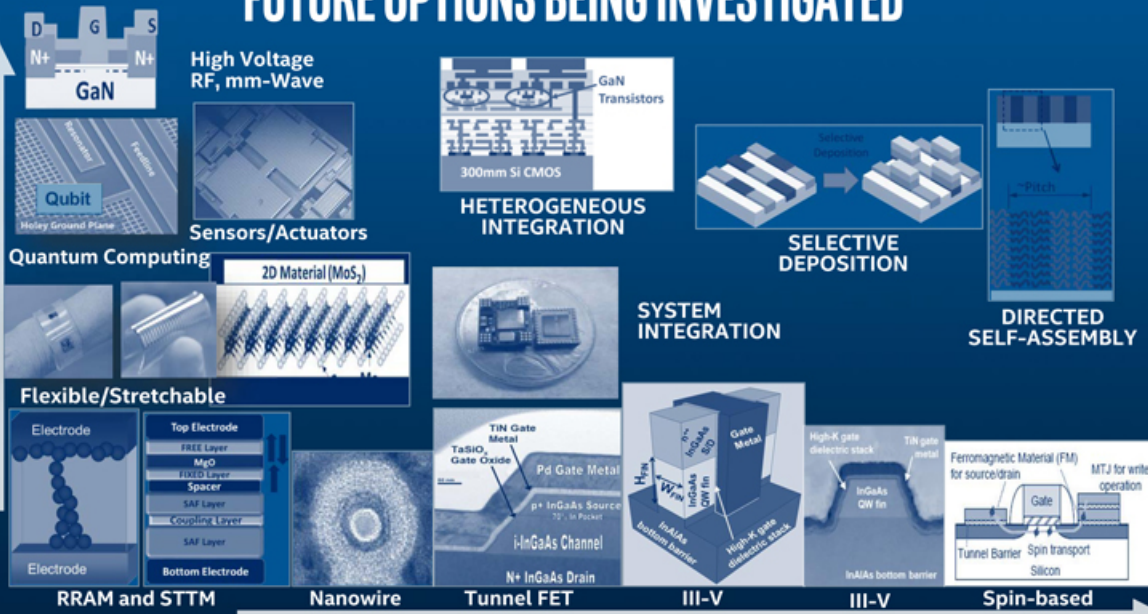 FUTURE OPTIONS BEING INVESTIGATED
D G S
N+ N+
GaN
High Voltage
RF, mm-Wave
Resonator
Feedline
Qubit
Holey Ground Plane
Quantum Computing
Sensors/Actuators
GaN
Transistors
300mm Si CMOS
HETEROGENEOUS
INTEGRATION
Selective
Deposition
SELECTIVE
DEPOSITION
~Pitch
DIRECTED
SELF-ASSEMBLY
2D Material (MoS2)
Flexible/Stretchable
SYSTEM
INTEGRATION
Electrode
Electrode
Top Electrode
FREE Layer
MgO
FIXED Layer
Spacer
SAF Layer
Coupling Layer
SAF Layer
Bottom Electrode
RRAM and STTM
Nanowire
TiN Gate
Metal
TaSiOx
Gate Oxide
Pd Gate Metal
p+ InGaAs Source
i-InGaAs Channel
N+ InGaAs Drain
Tunnel FET
n++
InGaAs
S/D
Gate
Metal
HFIN
WFIN
InGaAs
QW fin
InAlAs
bottom barrier
High-K gate
dielectric stack
III-V
High-K gate
dielectric stack
TiN gate
metal
InGaAs
QW fin
InAlAs bottom barrier
III-V
Ferromagnetic Material (FM)
for source/drain
MTJ for write
operation
Gate
Tunnel Barrier
Spin transport
Silicon
Spin-based